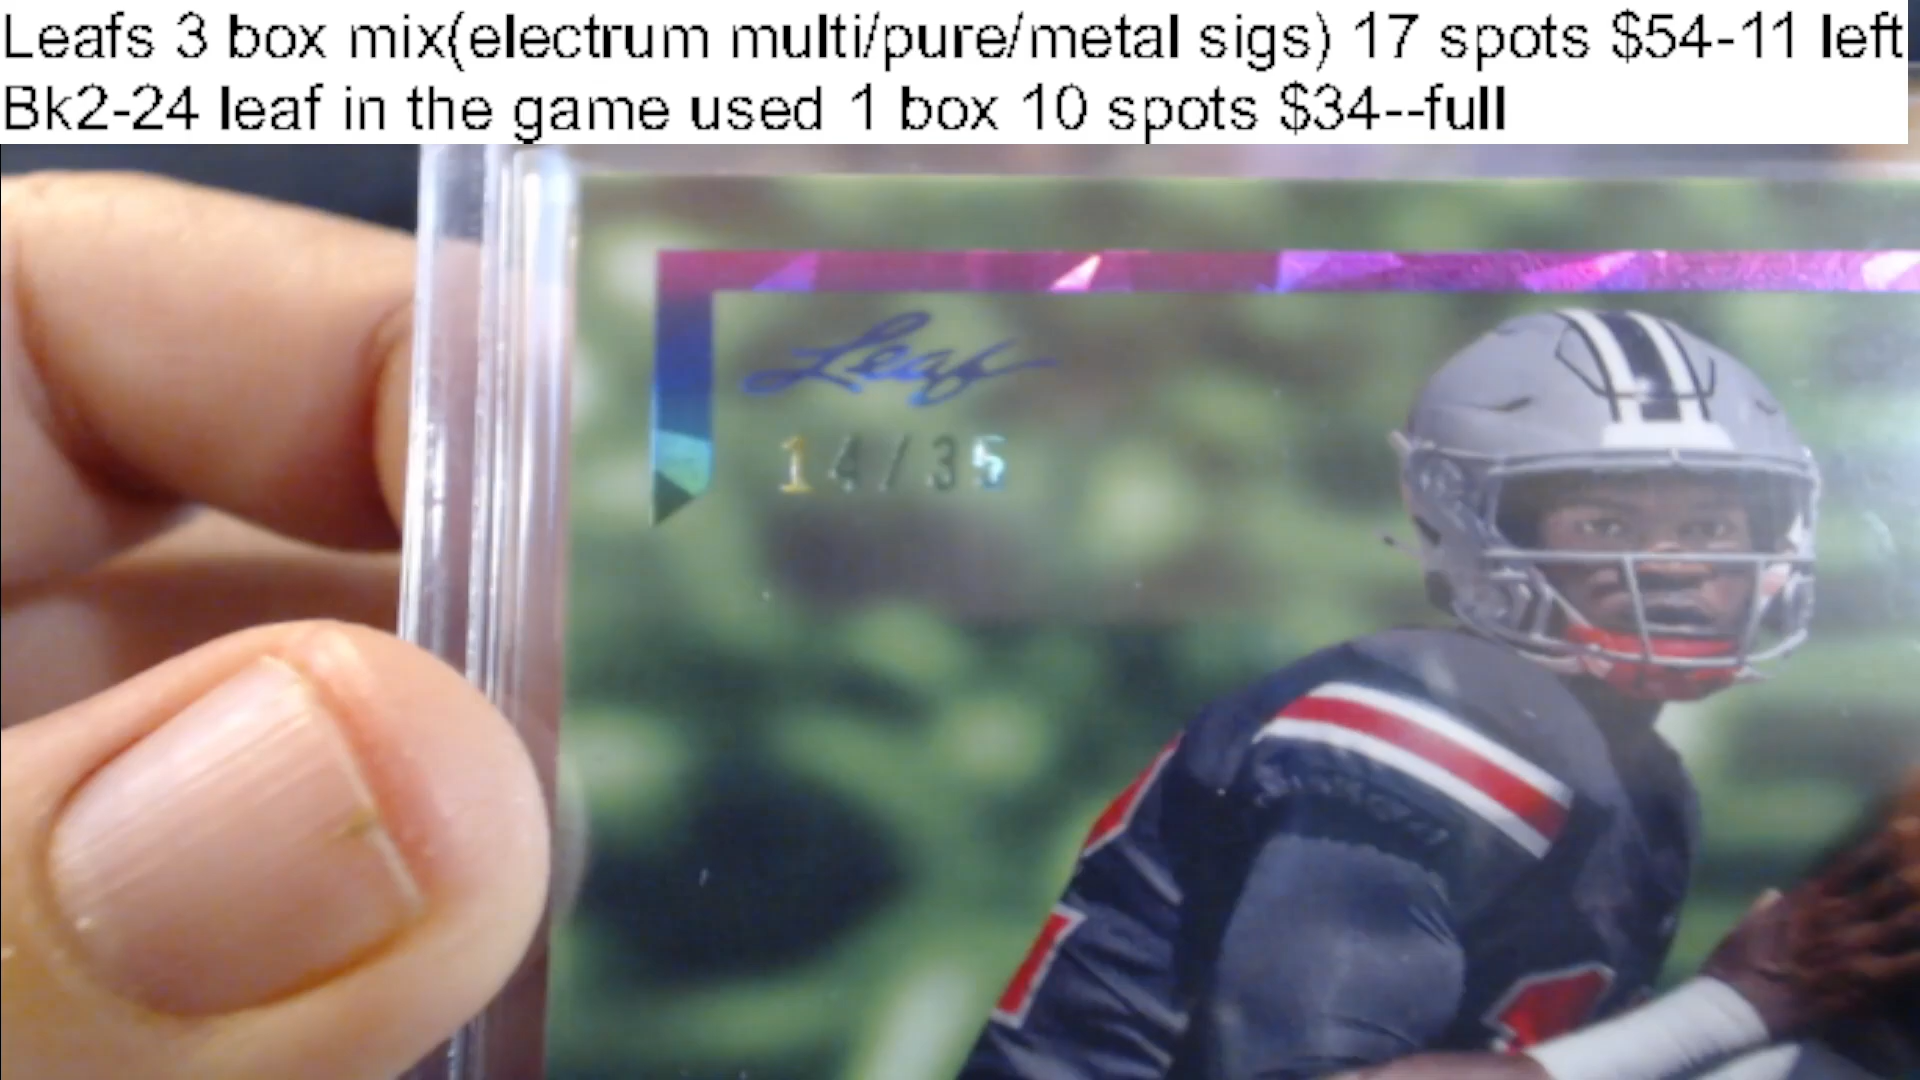 Leafs 3 box mix(electrum multi/pure/metal sigs) 17 spots $54-11 left
Bk2-24 leaf in the game used 1 box 10 spots $34--full
Leaf
14/35